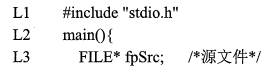 L1 #include "stdio.h"
L2 main(){
L3 FILE* fpSrc; /*源文件*/